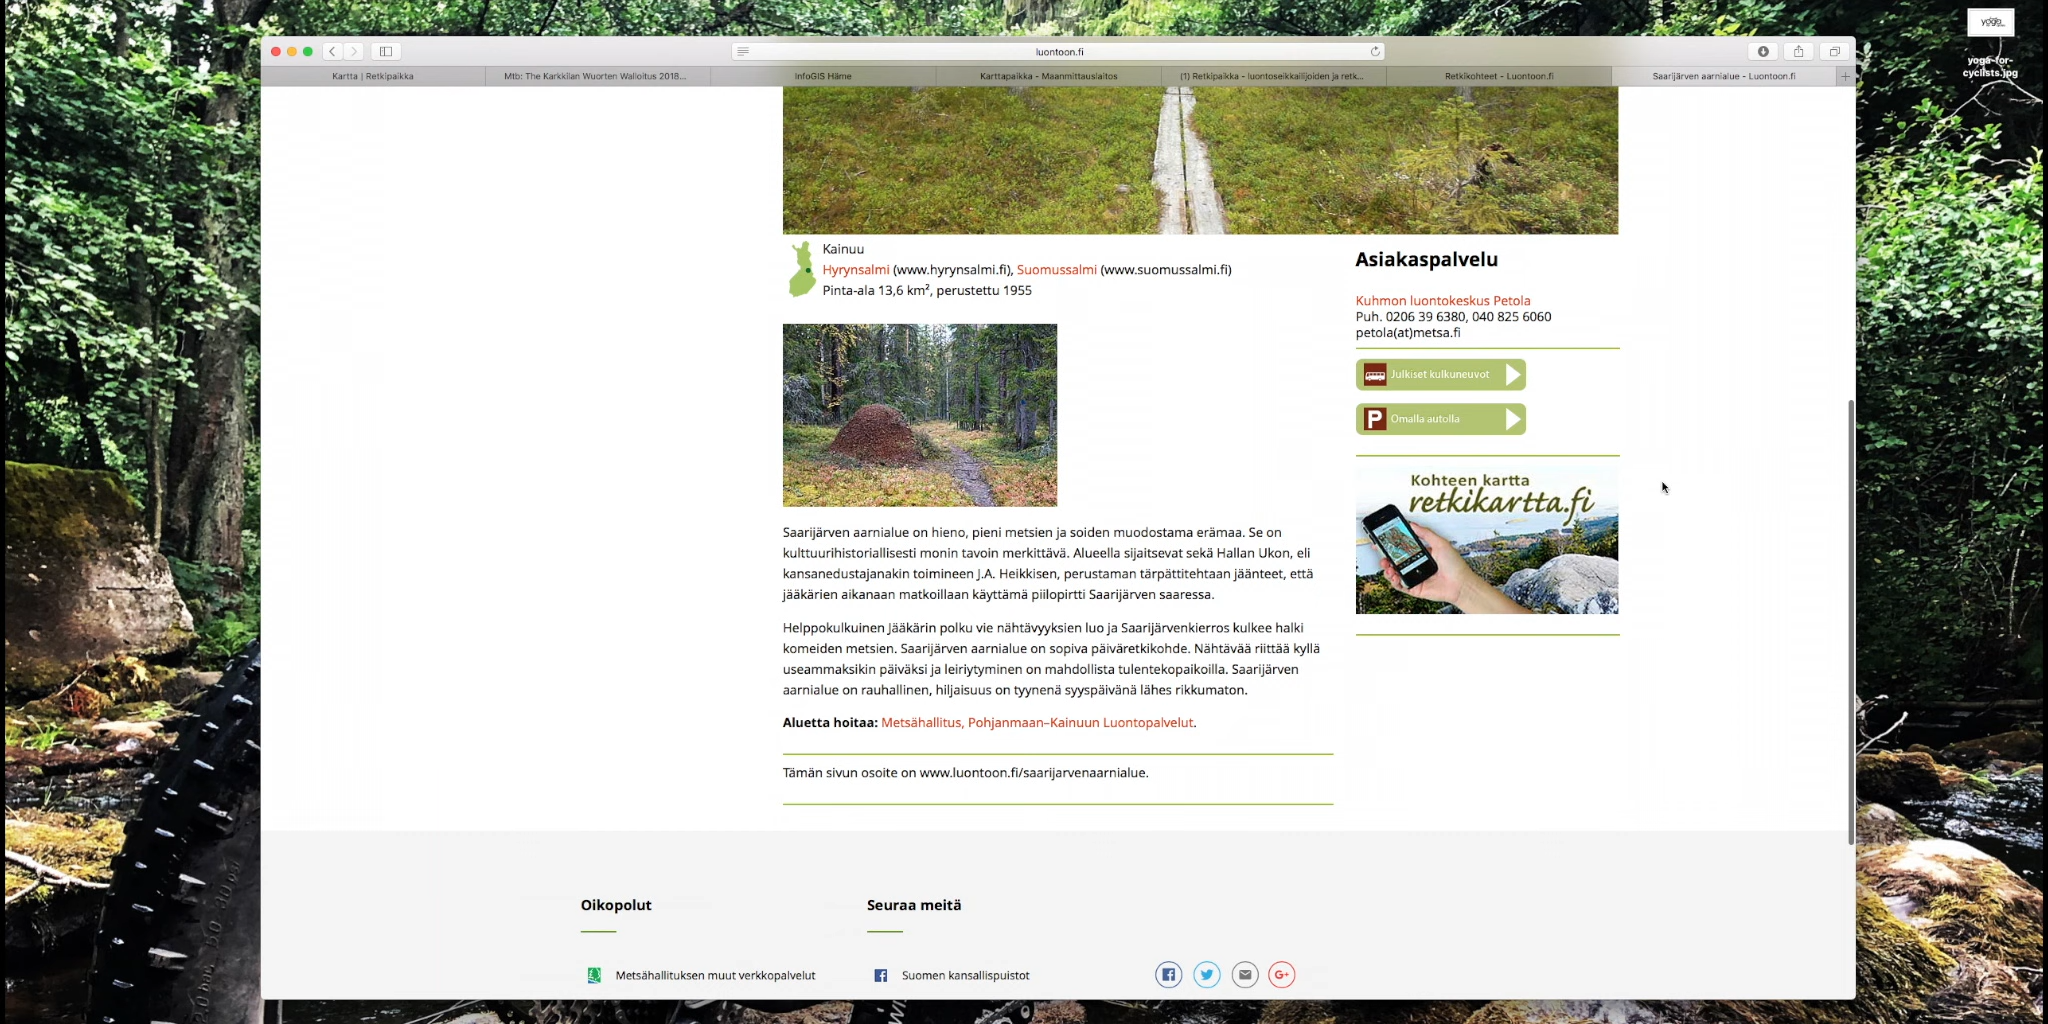 yoga
yoga-for-
cyclists.jpg
luontoon.fi
Kartta | Retkipaikka
Mtb: The Karkkilan Wuorten Walloitus 2018...
InfoGIS Häme
Karttapaikka - Maanmittauslaitos
(1) Retkipaikka - luontoseikkailijoiden ja retk...
Retkikohteet - Luontoon.fi
Saarijärven aarnialue - Luontoon.fi
Kainuu
Hyrynsalmi (www.hyrynsalmi.fi), Suomussalmi (www.suomussalmi.fi)
Pinta-ala 13,6 km², perustettu 1955
Saarijärven aarnialue on hieno, pieni metsien ja soiden muodostama erämaa. Se on
kulttuurihistoriallisesti monin tavoin merkittävä. Alueella sijaitsevat sekä Hallan Ukon, eli
kansanedustajanakin toimineen J.A. Heikkisen, perustaman tärpättitehtaan jäänteet, että
jääkärien aikanaan matkoillaan käyttämä piilopirtti Saarijärven saaressa.
Helppokulkuinen Jääkärin polku vie nähtävyyksien luo ja Saarijärvenkierros kulkee halki
komeiden metsien. Saarijärven aarnialue on sopiva päiväretkikohde. Nähtävää riittää kyllä
useammaksikin päiväksi ja leiriytyminen on mahdollista tulentekopaikoilla. Saarijärven
aarnialue on rauhallinen, hiljaisuus on tyynenä syyspäivänä lähes rikkumaton.
Aluetta hoitaa: Metsähallitus, Pohjanmaan–Kainuun Luontopalvelut.
Tämän sivun osoite on www.luontoon.fi/saarijarvenaarnialue.
Asiakaspalvelu
Kuhmon luontokeskus Petola
Puh. 0206 39 6380, 040 825 6060
petola(at)metsa.fi
Julkiset kulkuneuvot
P Omalla autolla
Kohteen kartta
retkikartta.fi
Oikopolut
Metsähallituksen muut verkkopalvelut
Seuraa meitä
Suomen kansallispuistot
G+